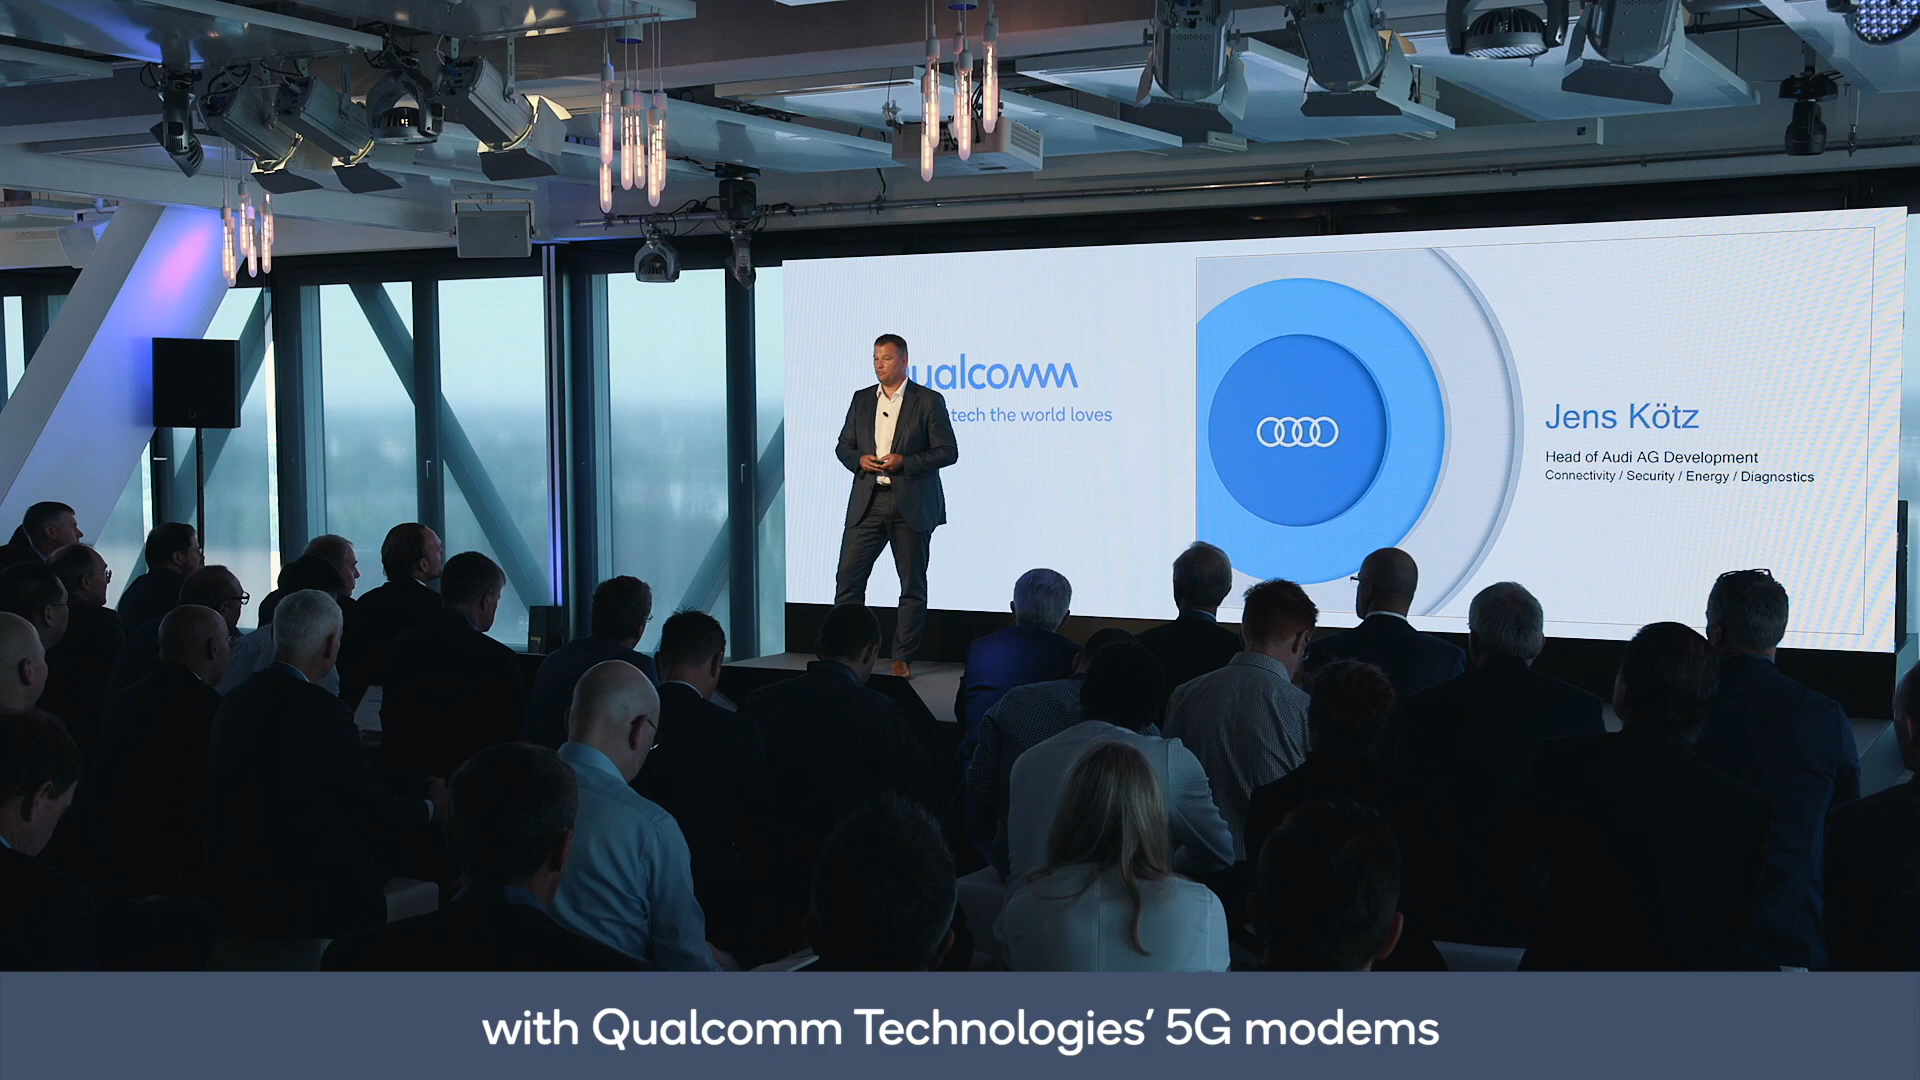 ualcomm
tech the world loves
Jens Kötz
Head of Audi AG Development
Connectivity / Security / Energy / Diagnostics
with Qualcomm Technologies’ 5G modems